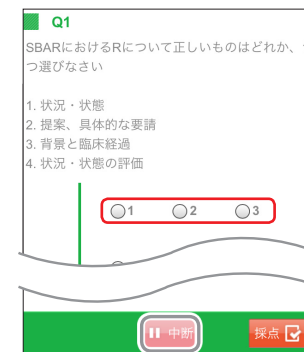 Q1
SBARにおけるRについて正しいものはどれか、
つ選びなさい
1. 状況・状態
2. 提案、具体的な要請
3. 背景と臨床経過
4. 状況・状態の評価
1 2 3
中断 採点